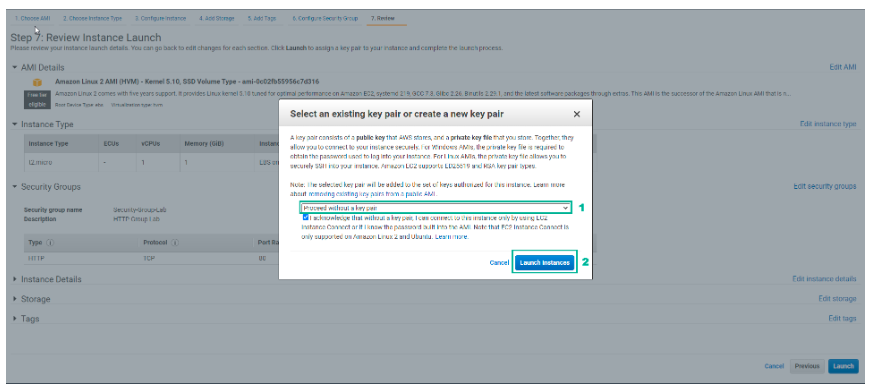 1. Choose AMI 2. Choose Instance Type 3. Configure Instance 4. Add Storage 5. Add Tags 6. Configure Security Group 7. Review
Step 7: Review Instance Launch
Please review your instance launch details. You can go back to edit changes for each section. Click Launch to assign a key pair to your instance and complete the launch process.
AMI Details
Edit AMI
Amazon Linux 2 AMI (HVM) - Kernel 5.10, SSD Volume Type - ami-0c02fb55956c7d316
Free tier
eligible
Amazon Linux 2 comes with five years support. It provides Linux kernel 5.10 tuned for optimal performance on Amazon EC2, systemd 219, GCC 7.3, Glibc 2.26, Binutils 2.29.1, and the latest software packages through extras. This AMI is the successor of the Amazon Linux AMI that is n...
Root Device Type: ebs Virtualization type: hvm
Instance Type
Edit instance type
Instance Type ECUs vCPUs Memory (GiB)
t2.micro - 1 1
Security Groups
Edit security groups
Security group name Security-Group-Lab
Description HTTP Group Lab
Type Protocol
HTTP TCP 80
Instance Details
Edit instance details
Storage
Edit storage
Tags
Edit tags
Select an existing key pair or create a new key pair ×
A key pair consists of a public key that AWS stores, and a private key file that you store. Together, they
allow you to connect to your instance securely. For Windows AMIs, the private key file is required to
obtain the password used to log into your instance. For Linux AMIs, the private key file allows you to
securely SSH into your instance. Amazon EC2 supports ED25519 and RSA key pair types.
Note: The selected key pair will be added to the set of keys authorized for this instance. Learn more
about removing existing key pairs from a public AMI.
Proceed without a key pair 1
I acknowledge that without a key pair, I can connect to this instance only by using EC2
Instance Connect or if I know the password built into the AMI. Note that EC2 Instance Connect is
only supported on Amazon Linux 2 and Ubuntu. Learn more.
Cancel Launch Instances 2
Cancel Previous Launch